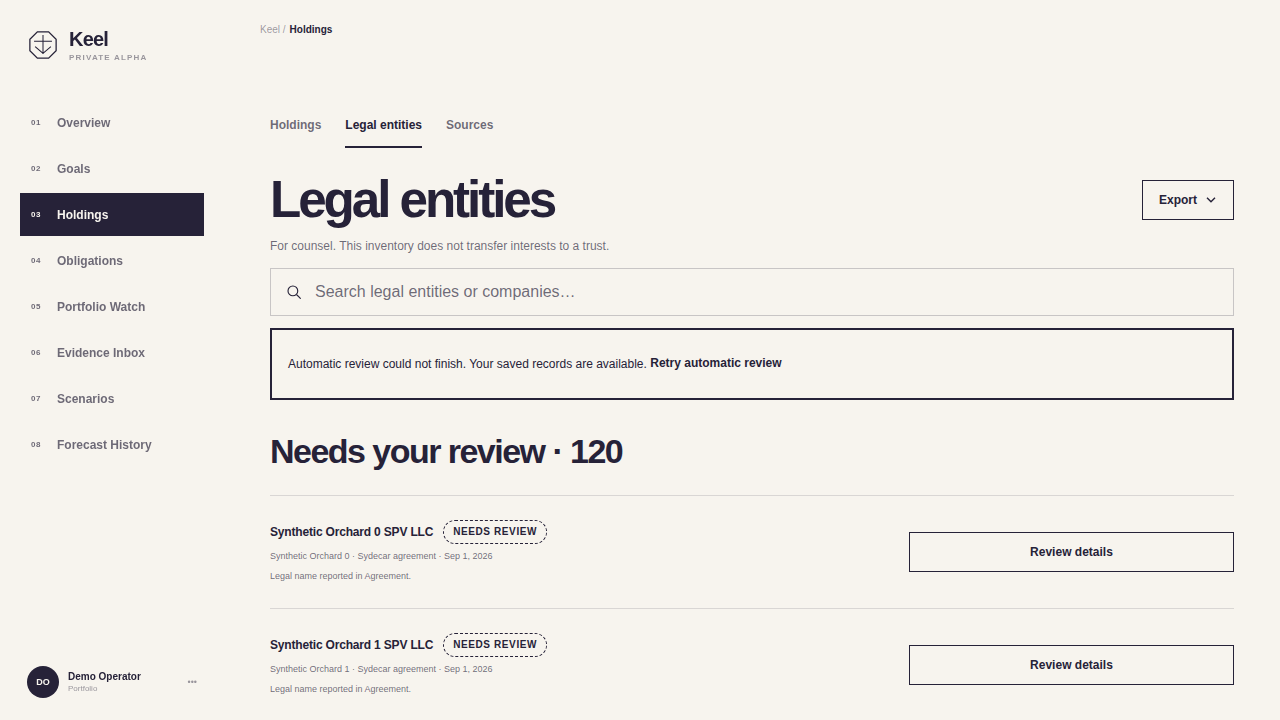 Keel
PRIVATE ALPHA
01 Overview
02 Goals
03 Holdings
04 Obligations
05 Portfolio Watch
06 Evidence Inbox
07 Scenarios
08 Forecast History
DO
Demo Operator
Portfolio
Keel / Holdings
Holdings Legal entities Sources
Legal entities
Export
For counsel. This inventory does not transfer interests to a trust.
Search legal entities or companies…
Automatic review could not finish. Your saved records are available. Retry automatic review
Needs your review · 120
Synthetic Orchard 0 SPV LLC NEEDS REVIEW
Synthetic Orchard 0 · Sydecar agreement · Sep 1, 2026
Legal name reported in Agreement.
Review details
Synthetic Orchard 1 SPV LLC NEEDS REVIEW
Synthetic Orchard 1 · Sydecar agreement · Sep 1, 2026
Legal name reported in Agreement.
Review details